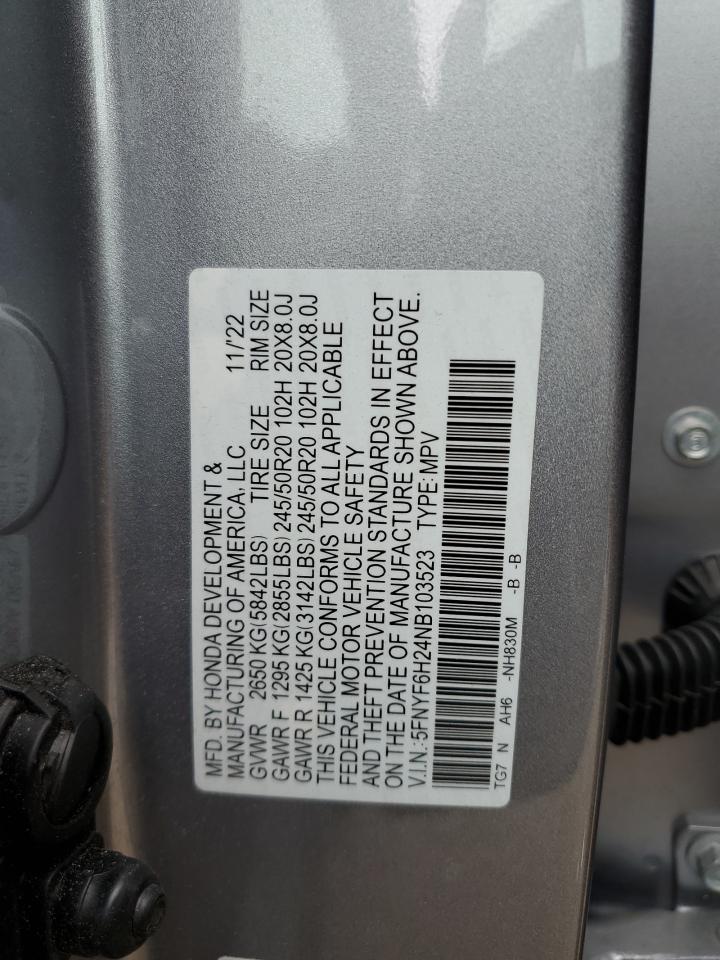 MFD. BY HONDA DEVELOPMENT &
MANUFACTURING OF AMERICA, LLC 11/'22
GVWR 2650 KG(5842LBS) TIRE SIZE RIM SIZE
GAWR F 1295 KG(2855LBS) 245/50R20 102H 20X8.0J
GAWR R 1425 KG(3142LBS) 245/50R20 102H 20X8.0J
THIS VEHICLE CONFORMS TO ALL APPLICABLE
FEDERAL MOTOR VEHICLE SAFETY
AND THEFT PREVENTION STANDARDS IN EFFECT
ON THE DATE OF MANUFACTURE SHOWN ABOVE.
V.I.N.:5FNYF6H24NB103523 TYPE:MPV
TG7 N AH6 -NH830M -B -B